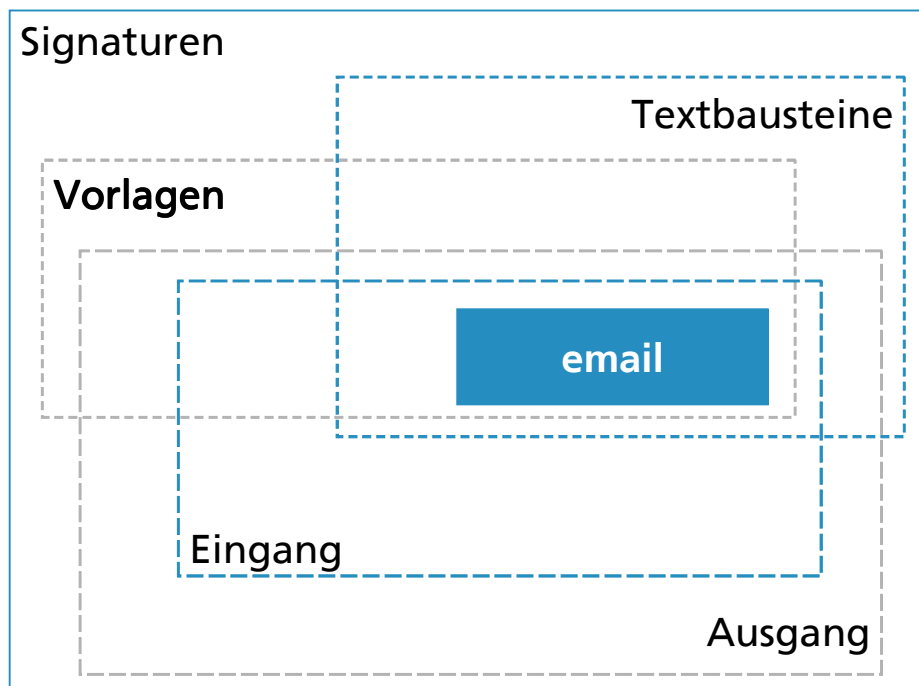 Signaturen
Textbausteine
Vorlagen
email
Eingang
Ausgang